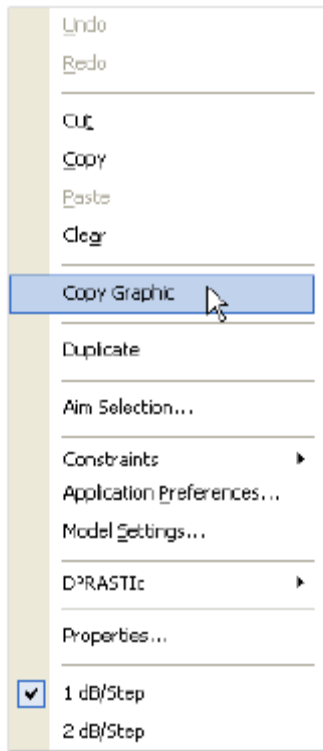 Undo
Redo
Cut
Copy
Paste
Clear
Copy Graphic
Duplicate
Aim Selection...
Constraints
Application Preferences...
Model Settings...
D²RASTIc
Properties...
1 dB/Step
2 dB/Step